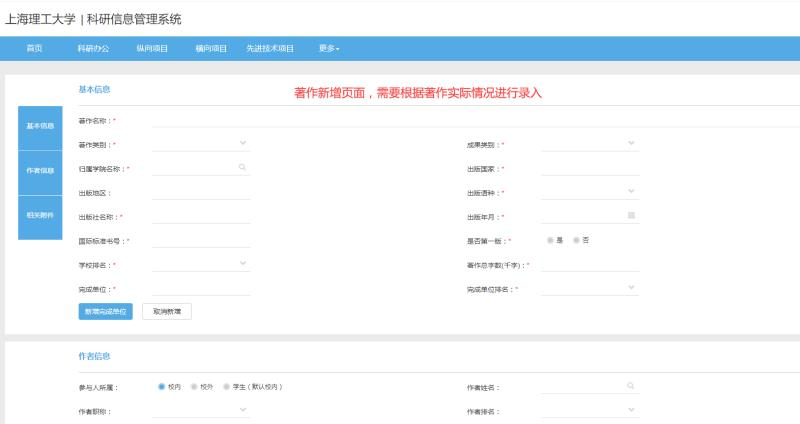 上海理工大学 | 科研信息管理系统
首页 科研办公 纵向项目 横向项目 先进技术项目 更多
基本信息
著作新增页面，需要根据著作实际情况进行录入
基本信息
作者信息
相关附件
著作名称：*
著作类别：* 成果类别：*
归属学院名称：* 出版国家：*
出版地区： 出版语种：*
出版社名称：* 出版年月：*
国际标准书号：* 是否第一版：* 是 否
学校排名：* 著作总字数(千字)：*
完成单位：* 完成单位排名：*
新增完成单位 取消新增
作者信息
参与人所属： 校内 校外 学生（默认校内） 作者姓名：
作者职称： 作者排名：